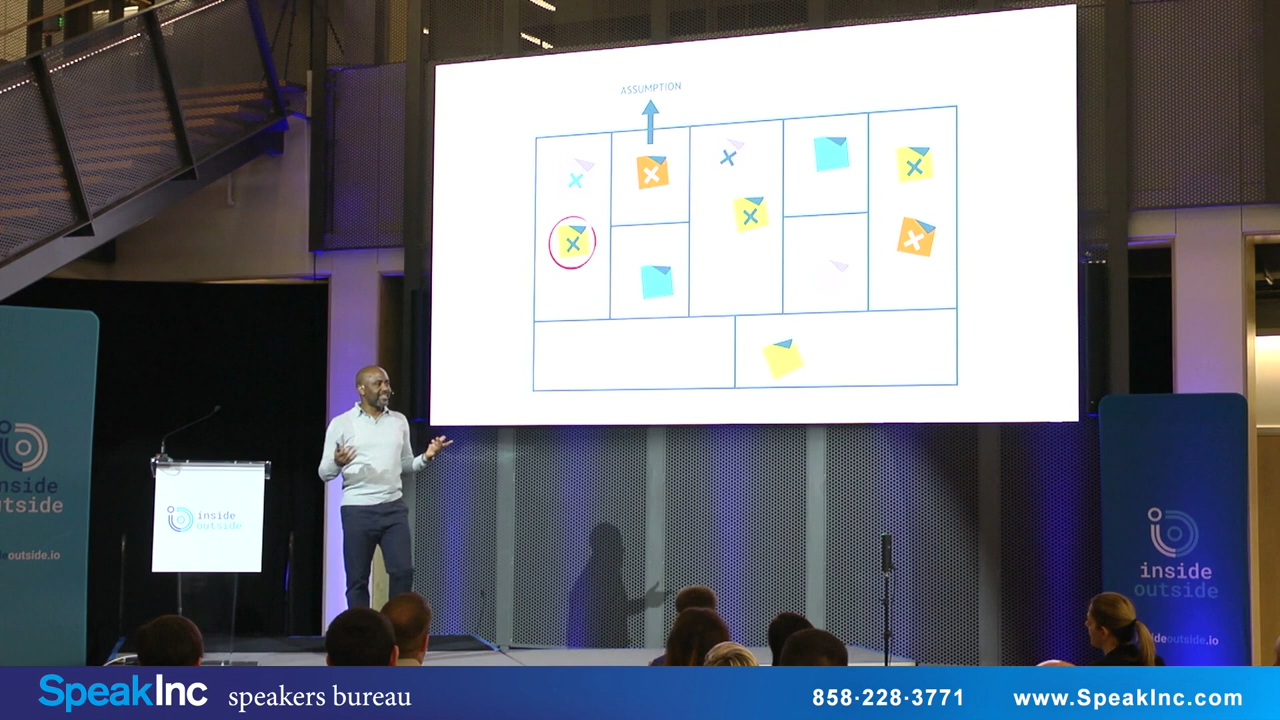 ASSUMPTION
inside
outside
outside.io
inside
outside
inside
outside
ideoutside.io
SpeakInc speakers bureau
858·228·3771
www.SpeakInc.com